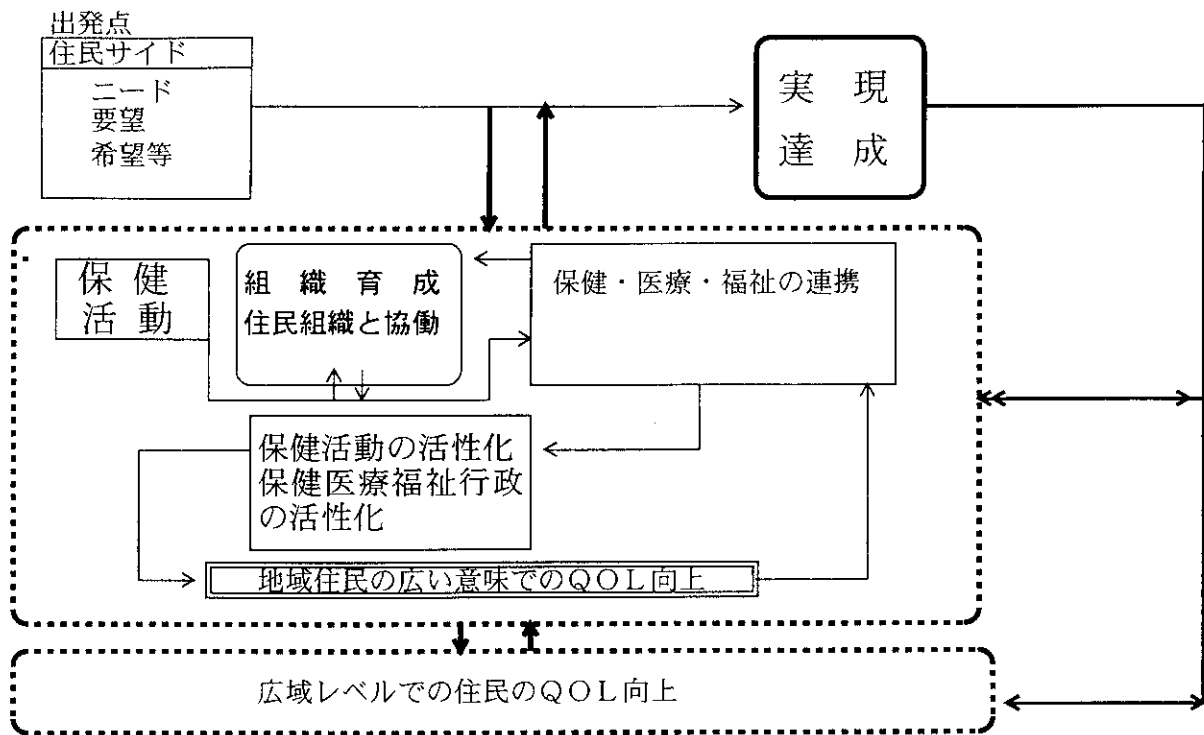 出発点
住民サイド
ニード
要望
希望等
実　現
達　成
保　健
活　動
組　織　育　成
住民組織と協働
保健・医療・福祉の連携
保健活動の活性化
保健医療福祉行政
の活性化
地域住民の広い意味でのＱＯＬ向上
広域レベルでの住民のＱＯＬ向上